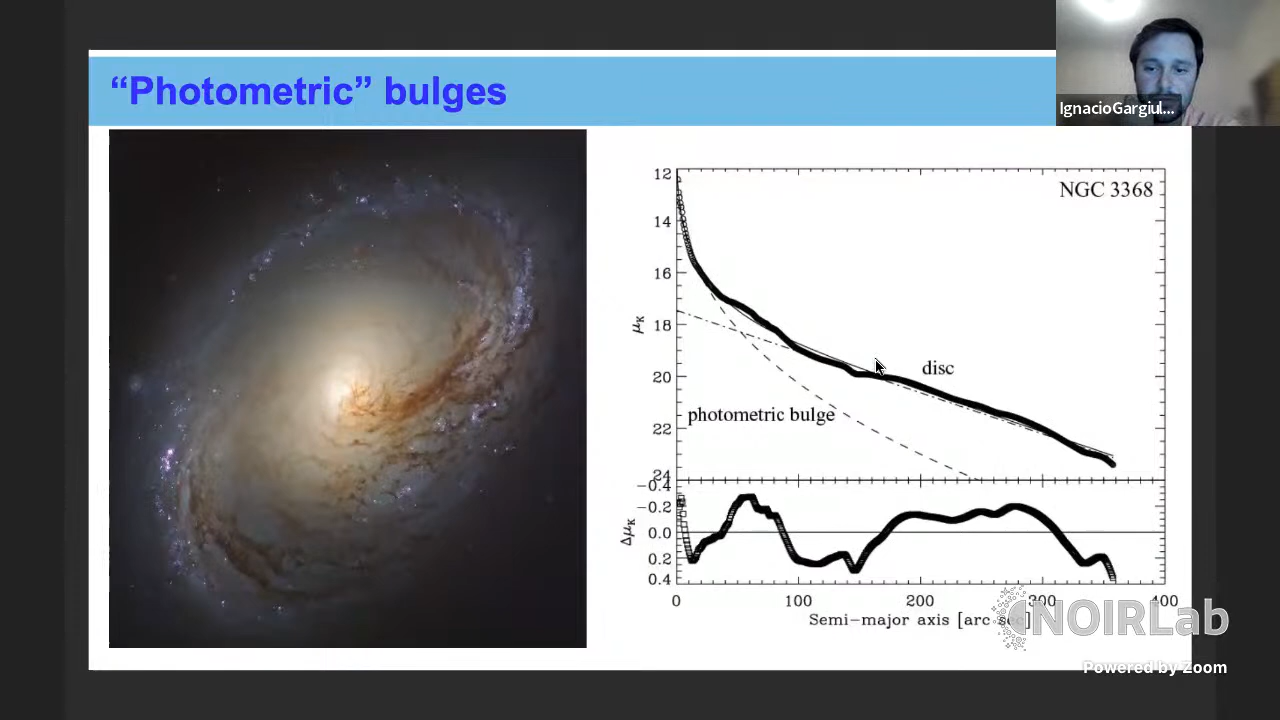 “Photometric” bulges
IgnacioGargiul...
NGC 3368
12
14
16
18
20
22
24
μK
disc
photometric bulge
−0.4
−0.2
0.0
0.2
0.4
ΔμK
0
100
200
300
400
Semi−major axis [arc sec]
NOIRLab
Powered by Zoom